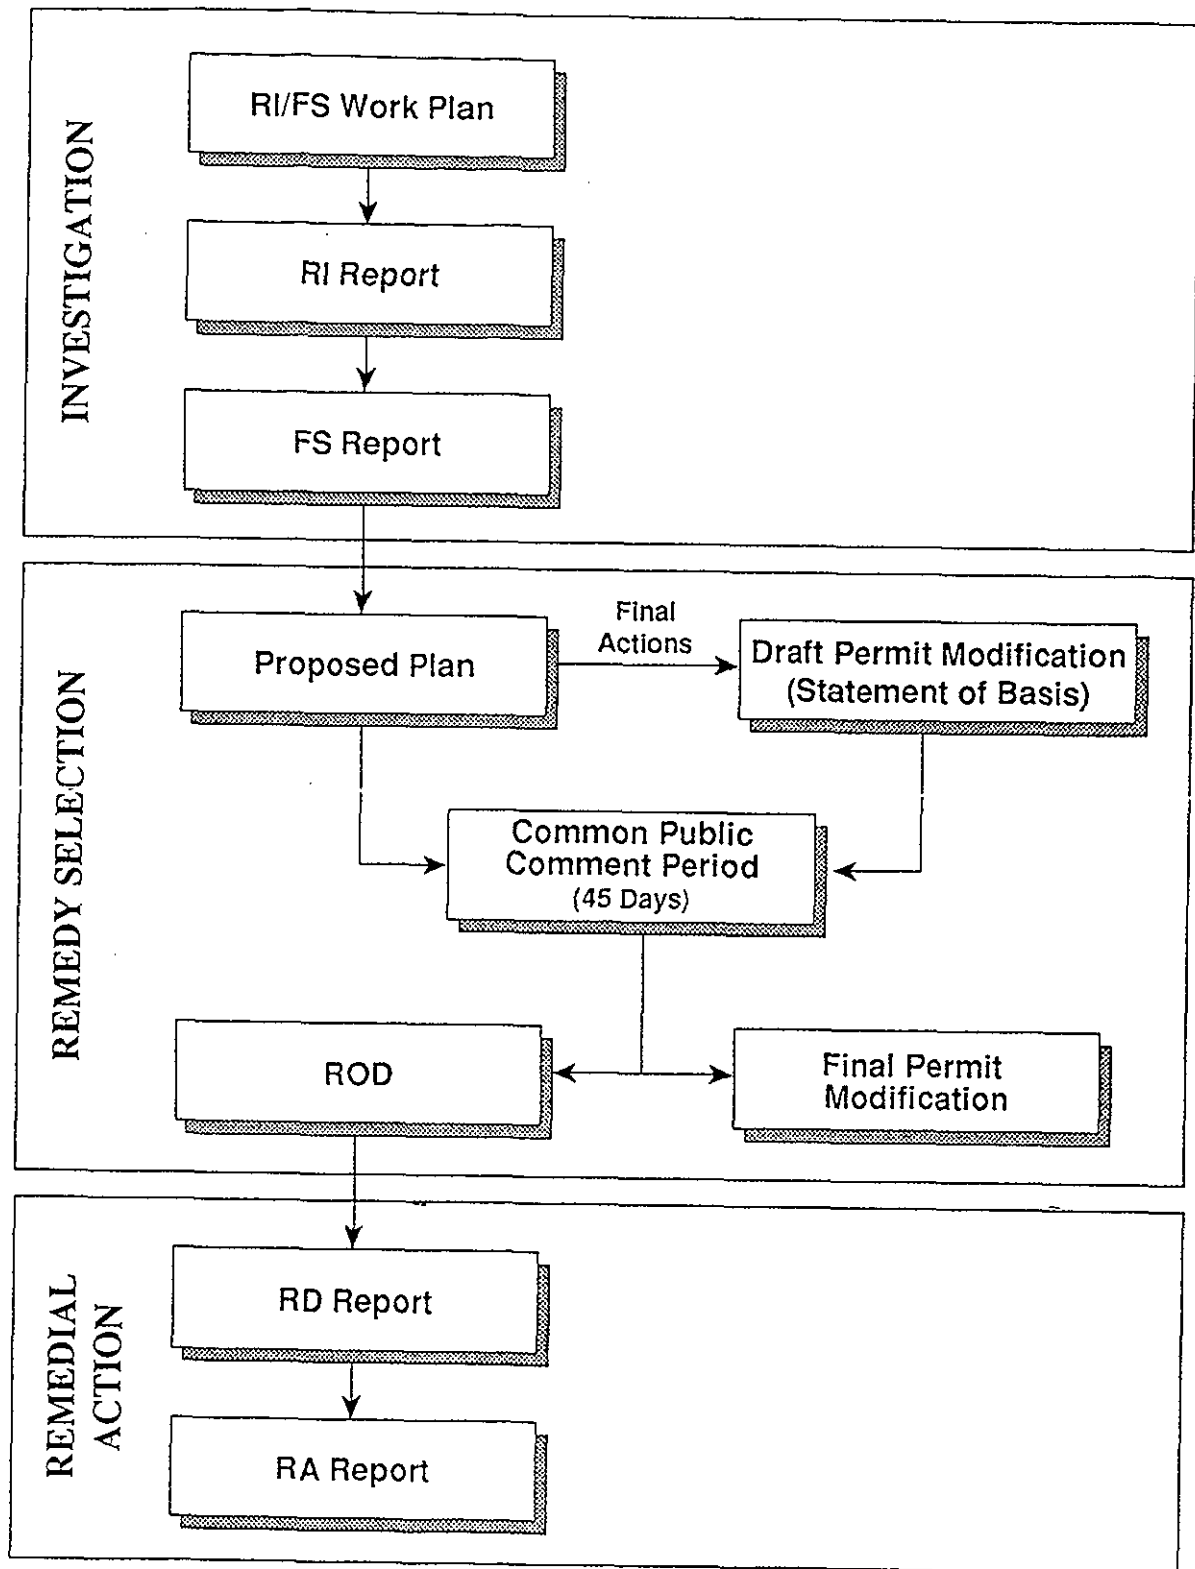 INVESTIGATION
RI/FS Work Plan
RI Report
FS Report
REMEDY SELECTION
Proposed Plan
Final
Actions
Draft Permit Modification
(Statement of Basis)
Common Public
Comment Period
(45 Days)
ROD
Final Permit
Modification
REMEDIAL
ACTION
RD Report
RA Report